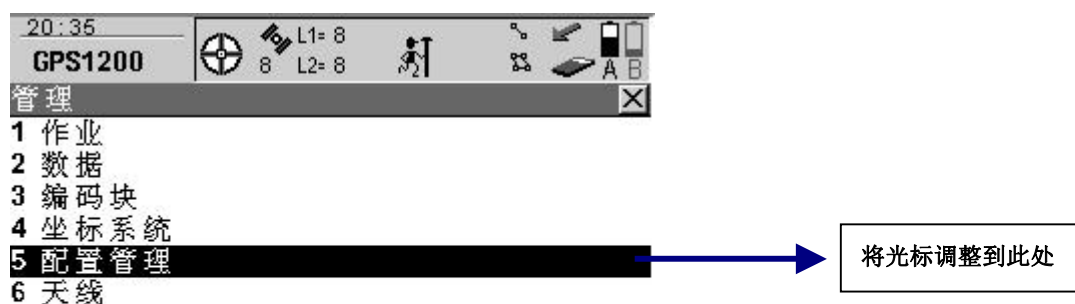 20:35
GPS1200
8
L1= 8
L2= 8
A B
管理
1 作业
2 数据
3 编码块
4 坐标系统
5 配置管理
将光标调整到此处
6 天线